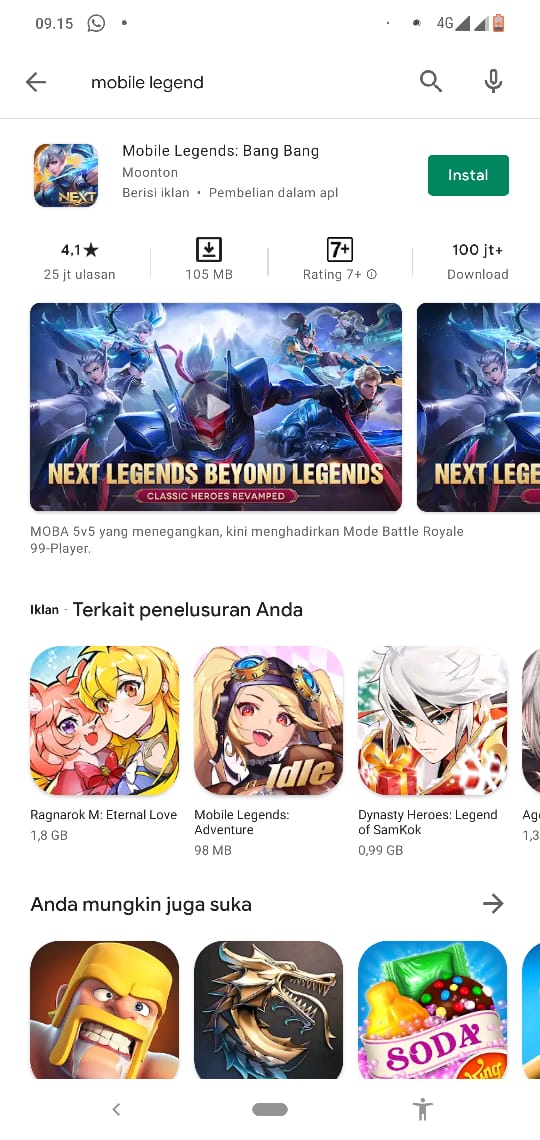 09.15
4G
mobile legend
NEXT
Mobile Legends: Bang Bang
Moonton
Berisi iklan • Pembelian dalam apl
Instal
4,1★
25 jt ulasan
105 MB
7+
Rating 7+
100 jt+
Download
NEXT LEGENDS BEYOND LEGENDS
CLASSIC HEROES REVAMPED
NEXT LEGE
MOBA 5v5 yang menegangkan, kini menghadirkan Mode Battle Royale
99-Player.
Iklan · Terkait penelusuran Anda
Idle
Ragnarok M: Eternal Love
1,8 GB
Mobile Legends:
Adventure
98 MB
Dynasty Heroes: Legend
of SamKok
0,99 GB
Ag
1,3
Anda mungkin juga suka
SODA
King